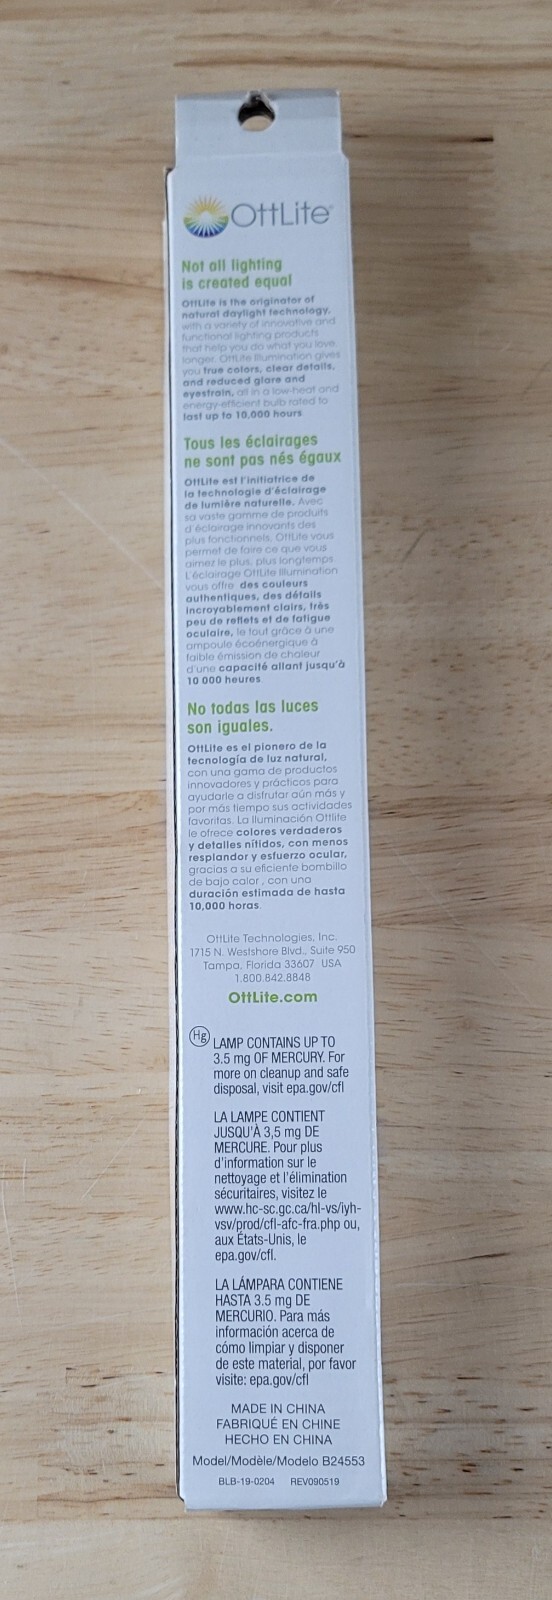 OttLite
Not all lighting
is created equal
OttLite is the originator of
natural daylight technology,
with a variety of innovative and
functional lighting products
that help you do what you love
longer. OttLite Illumination gives
you true colors, clear details,
and reduced glare and
eyestrain, all in a low-heat and
energy-efficient bulb rated to
last up to 10,000 hours.
Tous les éclairages
ne sont pas nés égaux
OttLite est l'initiatrice de
la technologie d'éclairage
de lumière naturelle. Avec
sa vaste gamme de produits
d'éclairage innovants des
plus fonctionnels, OttLite vous
permet de faire ce que vous
aimez le plus, plus longtemps.
L'éclairage OttLite Illumination
vous offre des couleurs
authentiques, des détails
incroyablement clairs, très
peu de reflets et de fatigue
oculaire, le tout grâce à une
ampoule écoénergique à
faible émission de chaleur
d'une capacité allant jusqu'à
10 000 heures.
No todas las luces
son iguales.
OttLite es el pionero de la
tecnología de luz natural,
con una gama de productos
innovadores y prácticos para
ayudarle a disfrutar aún más y
por más tiempo sus actividades
favoritas. La Iluminación Ottlite
le ofrece colores verdaderos
y detalles nítidos, con menos
resplandor y esfuerzo ocular,
gracias a su eficiente bombillo
de bajo calor , con una
duración estimada de hasta
10,000 horas.
OttLite Technologies, Inc.
1715 N. Westshore Blvd., Suite 950
Tampa, Florida 33607 USA
1.800.842.8848
OttLite.com
Hg LAMP CONTAINS UP TO
3.5 mg OF MERCURY. For
more on cleanup and safe
disposal, visit epa.gov/cfl
LA LAMPE CONTIENT
JUSQU'À 3,5 mg DE
MERCURE. Pour plus
d'information sur le
nettoyage et l'élimination
sécuritaires, visitez le
www.hc-sc.gc.ca/hl-vs/iyh-
vsv/prod/cfl-afc-fra.php ou,
aux États-Unis, le
epa.gov/cfl.
LA LÁMPARA CONTIENE
HASTA 3.5 mg DE
MERCURIO. Para más
información acerca de
cómo limpiar y disponer
de este material, por favor
visite: epa.gov/cfl
MADE IN CHINA
FABRIQUÉ EN CHINE
HECHO EN CHINA
Model/Modèle/Modelo B24553
BLB-19-0204 REV090519